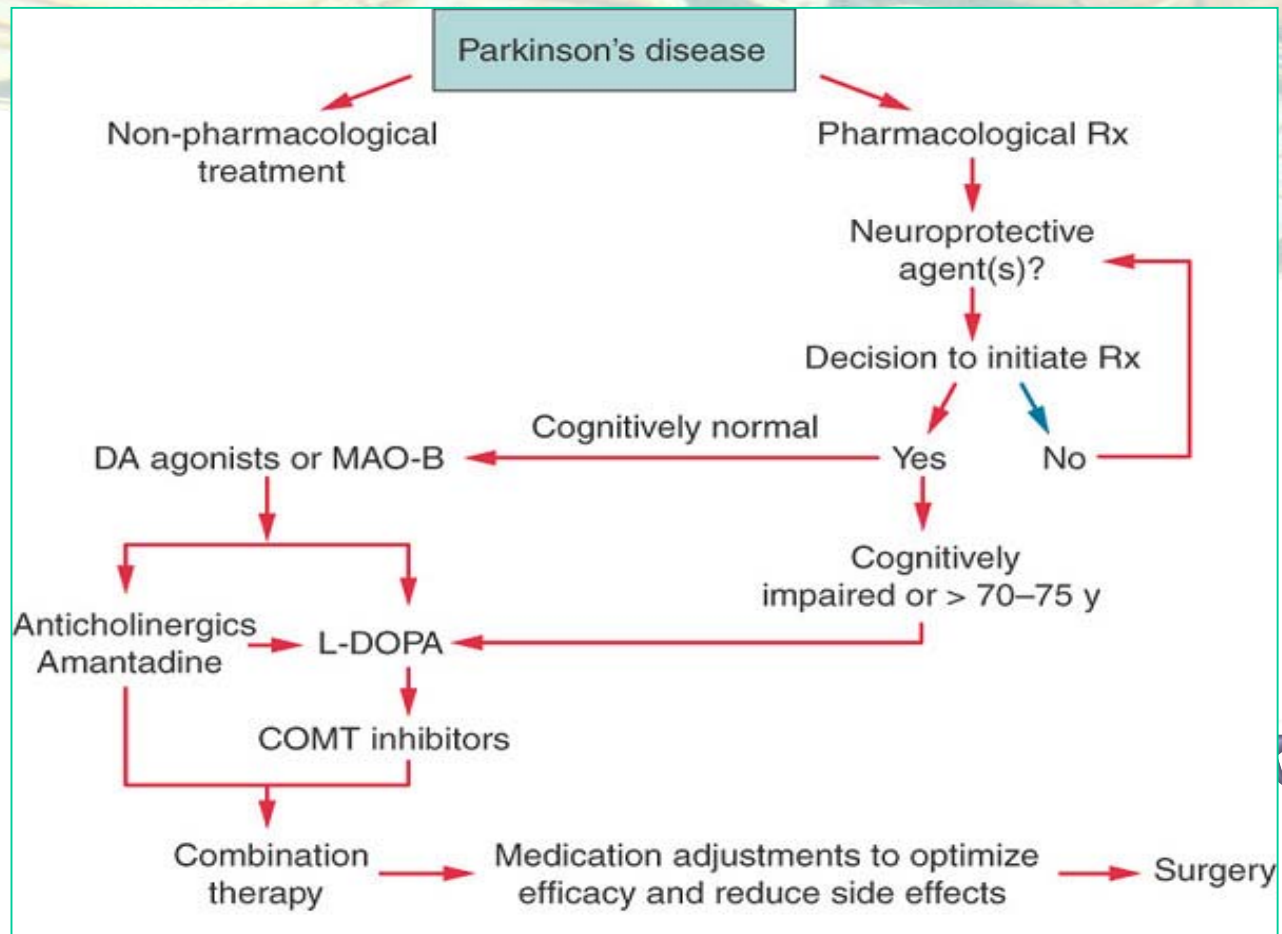 Parkinson's disease
Non-pharmacological
treatment
Pharmacological Rx
Neuroprotective
agent(s)?
Decision to initiate Rx
Cognitively normal
DA agonists or MAO-B
Yes
No
Cognitively
impaired or > 70–75 y
Anticholinergics
Amantadine
L-DOPA
COMT inhibitors
Combination
therapy
Medication adjustments to optimize
efficacy and reduce side effects
Surgery